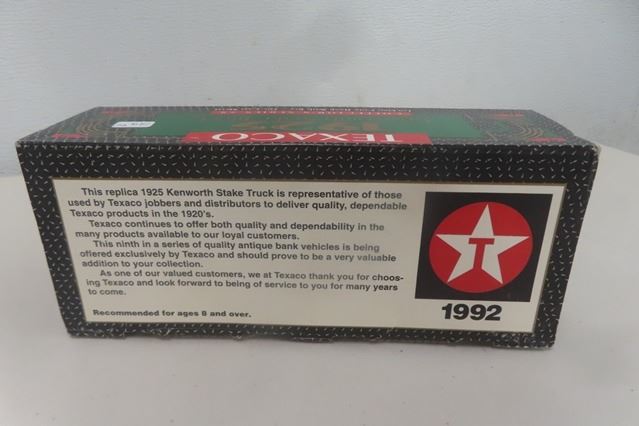 TEXACO
This replica 1925 Kenworth Stake Truck is representative of those
used by Texaco jobbers and distributors to deliver quality, dependable
Texaco products in the 1920's.
Texaco continues to offer both quality and dependability in the
many products available to our loyal customers.
This ninth in a series of quality antique bank vehicles is being
offered exclusively by Texaco and should prove to be a very valuable
addition to your collection.
As one of our valued customers, we at Texaco thank you for choos-
ing Texaco and look forward to being of service to you for many years
to come.
Recommended for ages 8 and over.
T
1992